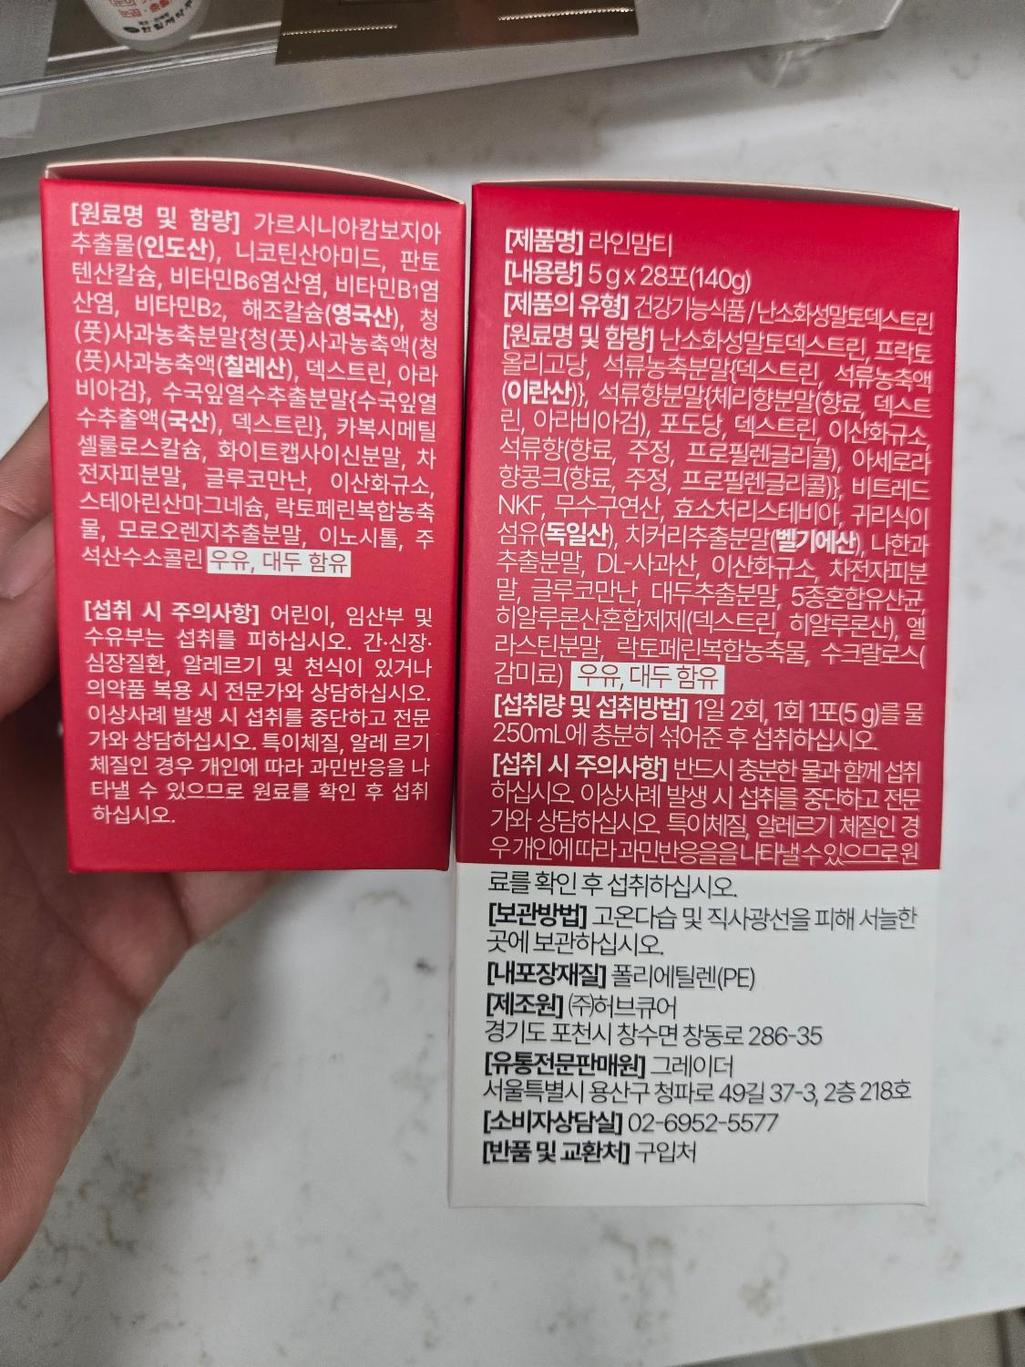 한림제약
[원료명 및 함량] 가르시니아캄보지아
추출물(인도산), 니코틴산아미드, 판토
텐산칼슘, 비타민B6염산염, 비타민B1염
산염, 비타민B2, 해조칼슘(영국산), 청
(풋)사과농축분말{청(풋)사과농축액(청
(풋)사과농축액(칠레산), 덱스트린, 아라
비아검}, 수국잎열수추출분말{수국잎열
수추출액(국산), 덱스트린}, 카복시메틸
셀룰로스칼슘, 화이트캡사이신분말, 차
전자피분말, 글루코만난, 이산화규소,
스테아린산마그네슘, 락토페린복합농축
물, 모로오렌지추출분말, 이노시톨, 주
석산수소콜린 우유, 대두 함유
[섭취 시 주의사항] 어린이, 임산부 및
수유부는 섭취를 피하십시오. 간·신장·
심장질환, 알레르기 및 천식이 있거나
의약품 복용 시 전문가와 상담하십시오.
이상사례 발생 시 섭취를 중단하고 전문
가와 상담하십시오. 특이체질, 알레 르기
체질인 경우 개인에 따라 과민반응을 나
타낼 수 있으므로 원료를 확인 후 섭취
하십시오.
[제품명] 라인맘티
[내용량] 5 g x 28포(140g)
[제품의 유형] 건강기능식품/난소화성말토덱스트린
[원료명 및 함량] 난소화성말토덱스트린, 프락토
올리고당, 석류농축분말{덱스트린, 석류농축액
(이란산)}, 석류향분말{체리향분말(향료, 덱스트
린, 아라비아검), 포도당, 덱스트린, 이산화규소,
석류향(향료, 주정, 프로필렌글리콜), 아세로라
향콩크(향료, 주정, 프로필렌글리콜)}, 비트레드
NKF, 무수구연산, 효소처리스테비아, 귀리식이
섬유(독일산), 치커리추출분말(벨기에산), 나한과
추출분말, DL-사과산, 이산화규소, 차전자피분
말, 글루코만난, 대두추출분말, 5종혼합유산균,
히알루론산혼합제제(덱스트린, 히알루론산), 엘
라스틴분말, 락토페린복합농축물, 수크랄로스(
감미료) 우유, 대두 함유
[섭취량 및 섭취방법] 1일 2회, 1회 1포(5 g)를 물
250mL에 충분히 섞어준 후 섭취하십시오.
[섭취 시 주의사항] 반드시 충분한 물과 함께 섭취
하십시오. 이상사례 발생 시 섭취를 중단하고 전문
가와 상담하십시오. 특이체질, 알레르기 체질인 경
우 개인에 따라 과민반응을을 나타낼 수 있으므로 원
료를 확인 후 섭취하십시오.
[보관방법] 고온다습 및 직사광선을 피해 서늘한
곳에 보관하십시오.
[내포장재질] 폴리에틸렌(PE)
[제조원] ㈜허브큐어
경기도 포천시 창수면 창동로 286-35
[유통전문판매원] 그레이더
서울특별시 용산구 청파로 49길 37-3, 2층 218호
[소비자상담실] 02-6952-5577
[반품 및 교환처] 구입처